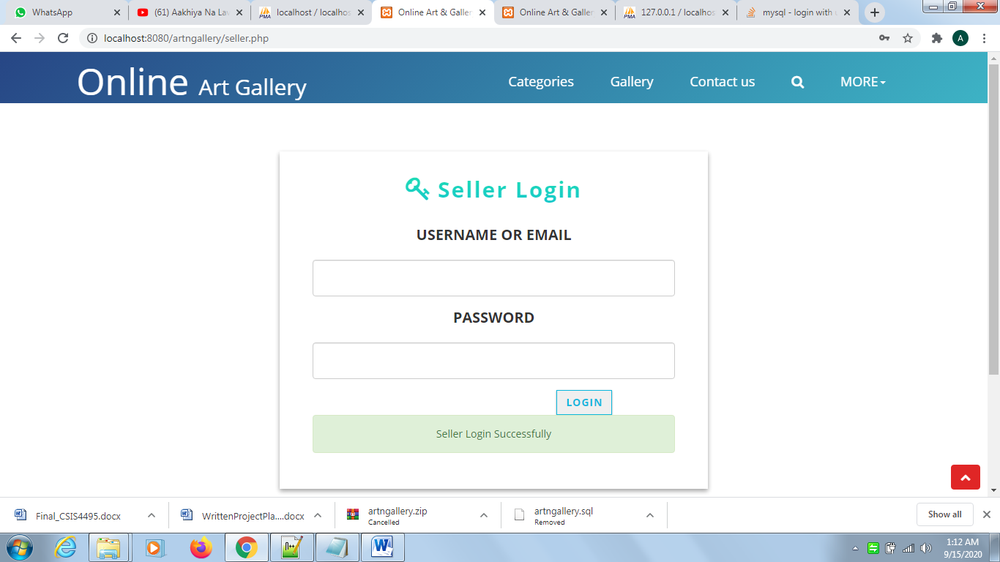 WhatsApp
(61) Aakhiya Na Lav
localhost / localhos
Online Art & Galler
Online Art & Galler
127.0.0.1 / localhos
mysql - login with u
localhost:8080/artngallery/seller.php
A
Online Art Gallery
Categories
Gallery
Contact us
MORE
Seller Login
USERNAME OR EMAIL
PASSWORD
LOGIN
Seller Login Successfully
Final_CSIS4495.docx
WrittenProjectPla....docx
artngallery.zip
Cancelled
artngallery.sql
Removed
Show all
1:12 AM
9/15/2020